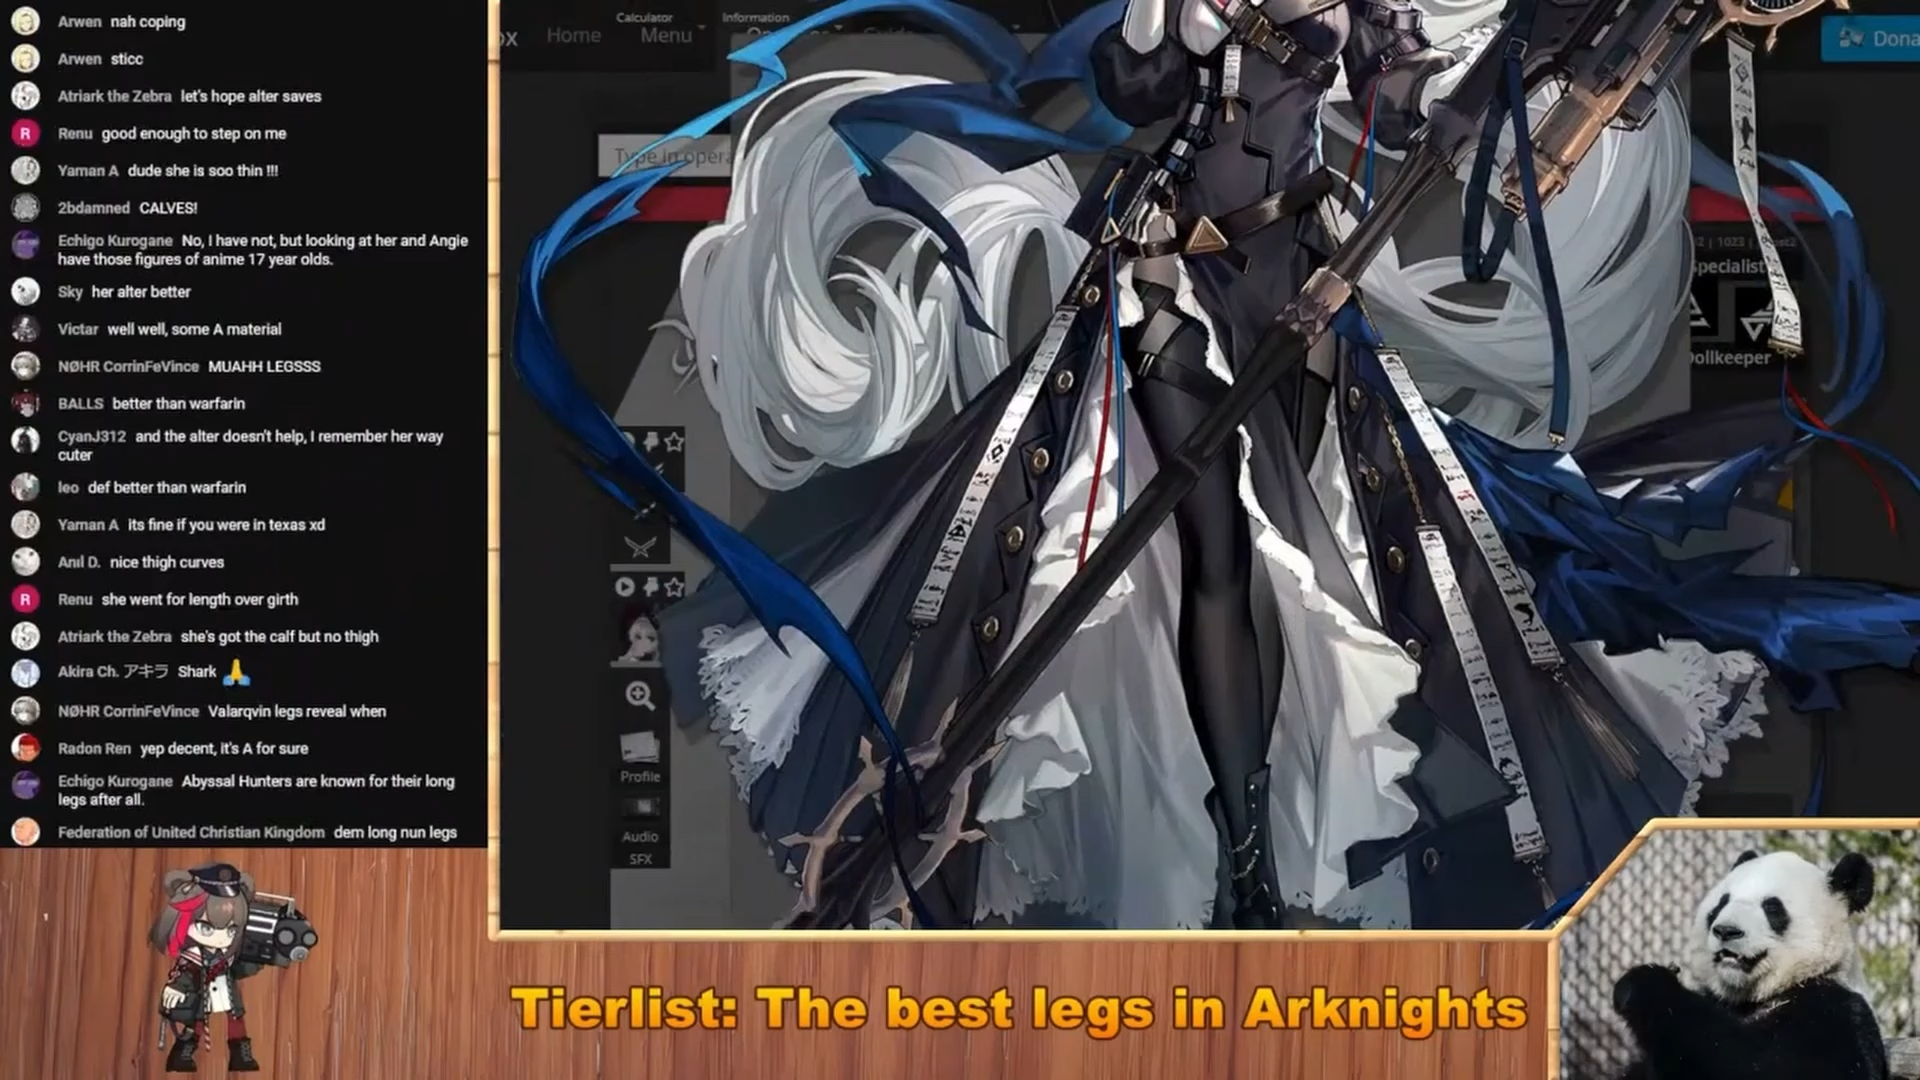 Arwen nah coping
Arwen sticc
Atriark the Zebra let's hope alter saves
R Renu good enough to step on me
Yaman A dude she is soo thin !!!
2bdamned CALVES!
Echigo Kurogane No, I have not, but looking at her and Angie
have those figures of anime 17 year olds.
Sky her alter better
Victar well well, some A material
NØHR CorrinFeVince MUAHH LEGSSS
BALLS better than warfarin
CyanJ312 and the alter doesn't help, I remember her way
cuter
leo def better than warfarin
Yaman A its fine if you were in texas xd
Anıl D. nice thigh curves
R Renu she went for length over girth
Atriark the Zebra she's got the calf but no thigh
Akira Ch. アキラ Shark 🙏
NØHR CorrinFeVince Valarqvin legs reveal when
Radon Ren yep decent, it's A for sure
Echigo Kurogane Abyssal Hunters are known for their long
legs after all.
Federation of United Christian Kingdom dem long nun legs
Calculator
Information
ox Home Menu
Dona
Type in opera
Specialist
ollkeeper
Profile
Audio
SFX
Tierlist: The best legs in Arknights